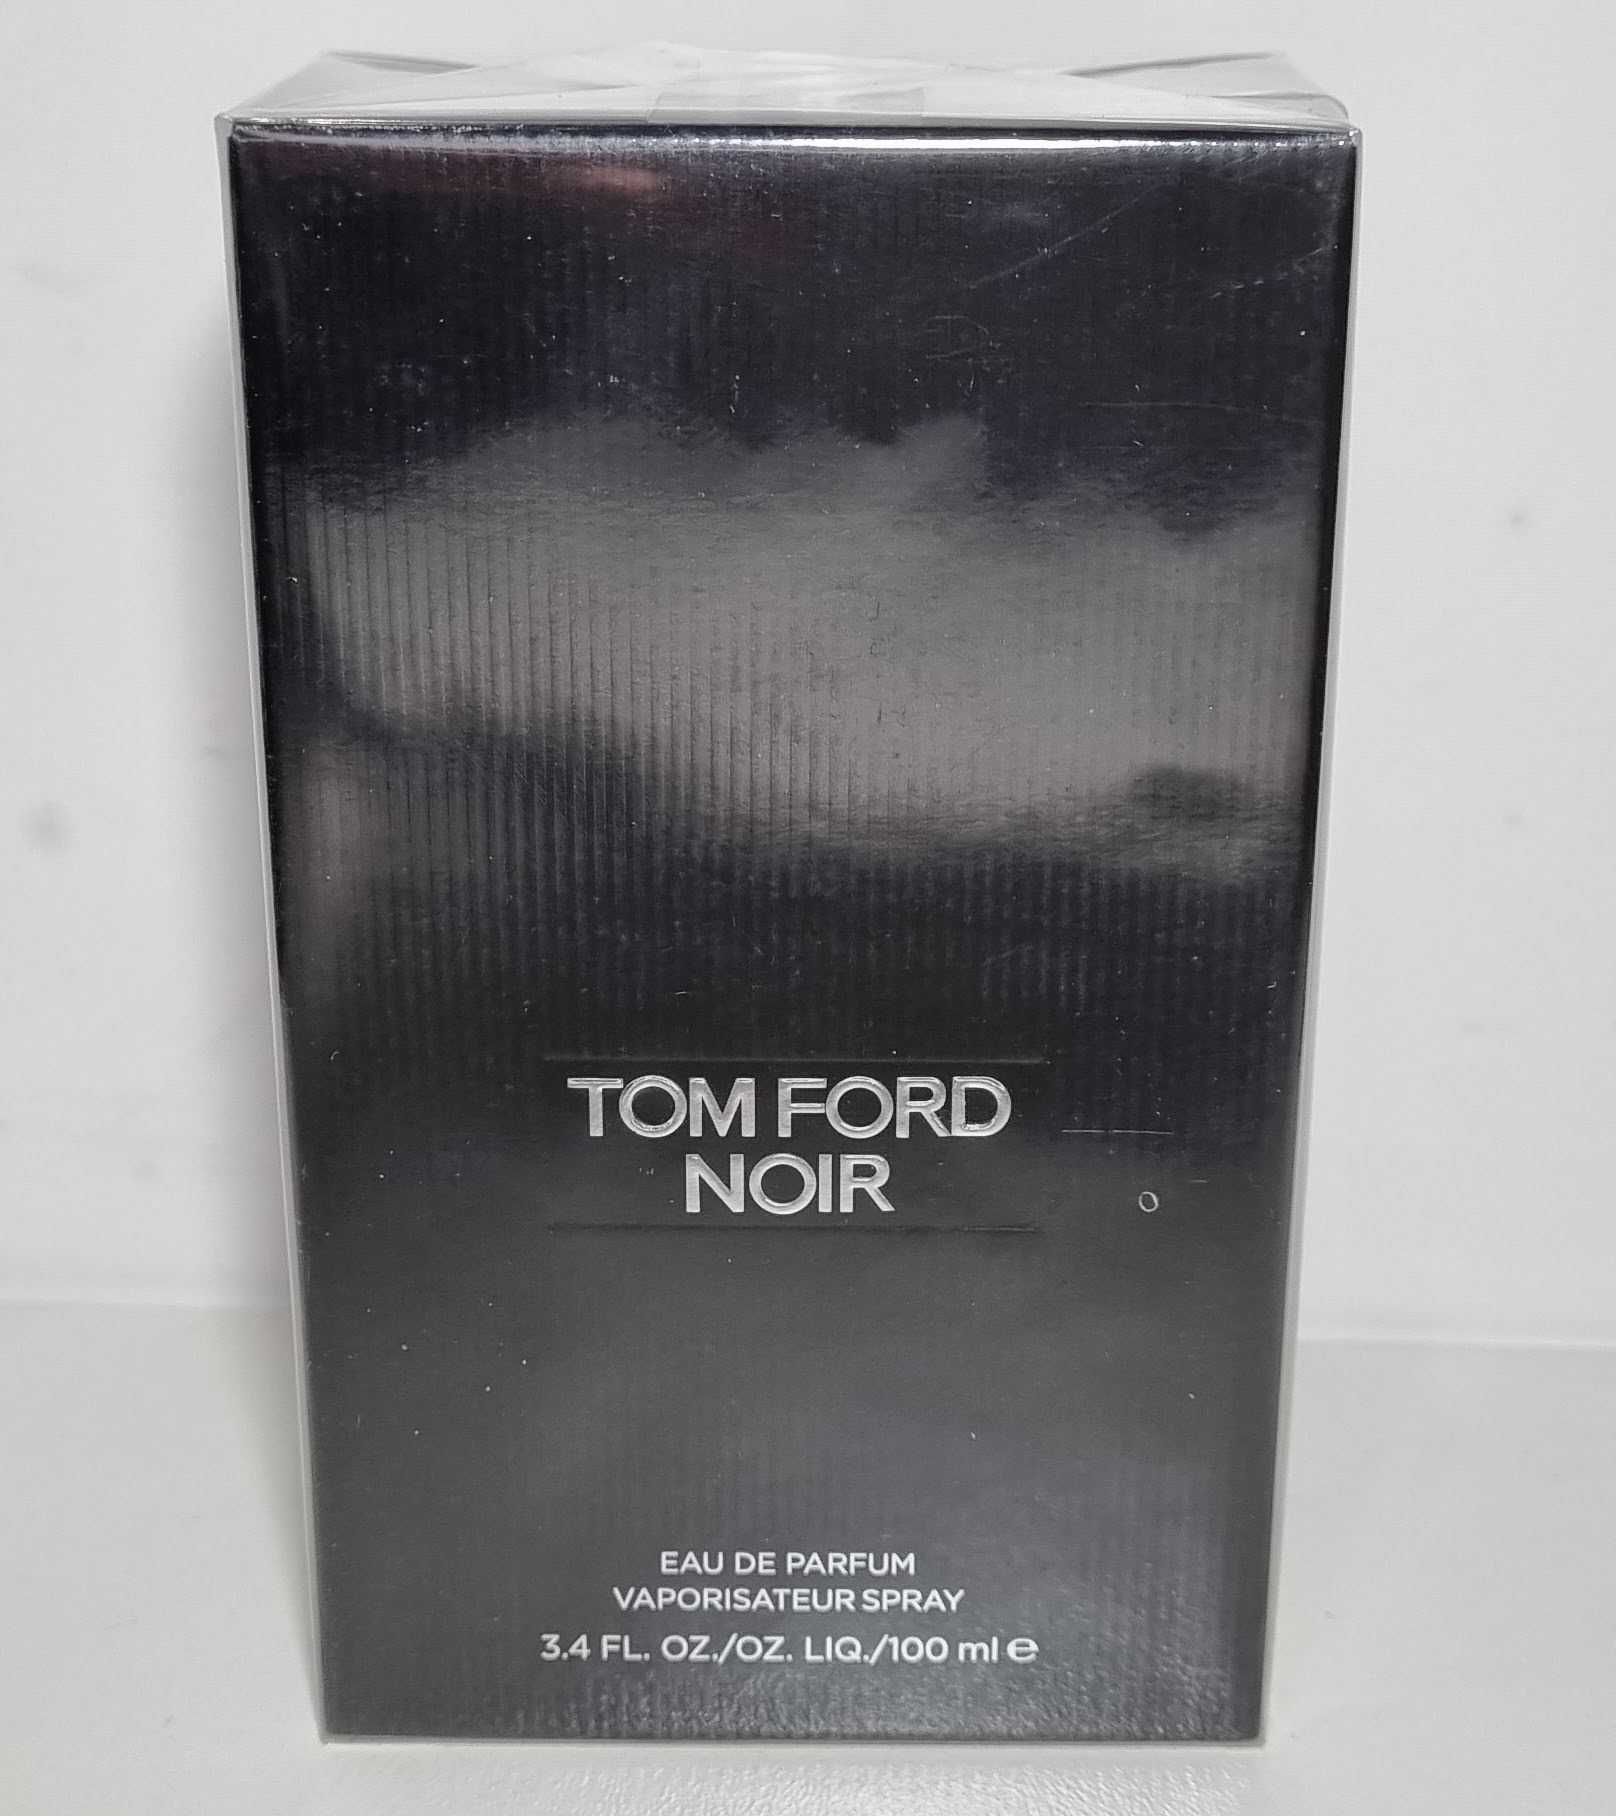 TOM FORD
NOIR
EAU DE PARFUM
VAPORISATEUR SPRAY
3.4 FL. OZ./OZ. LIQ./100 ml ℮